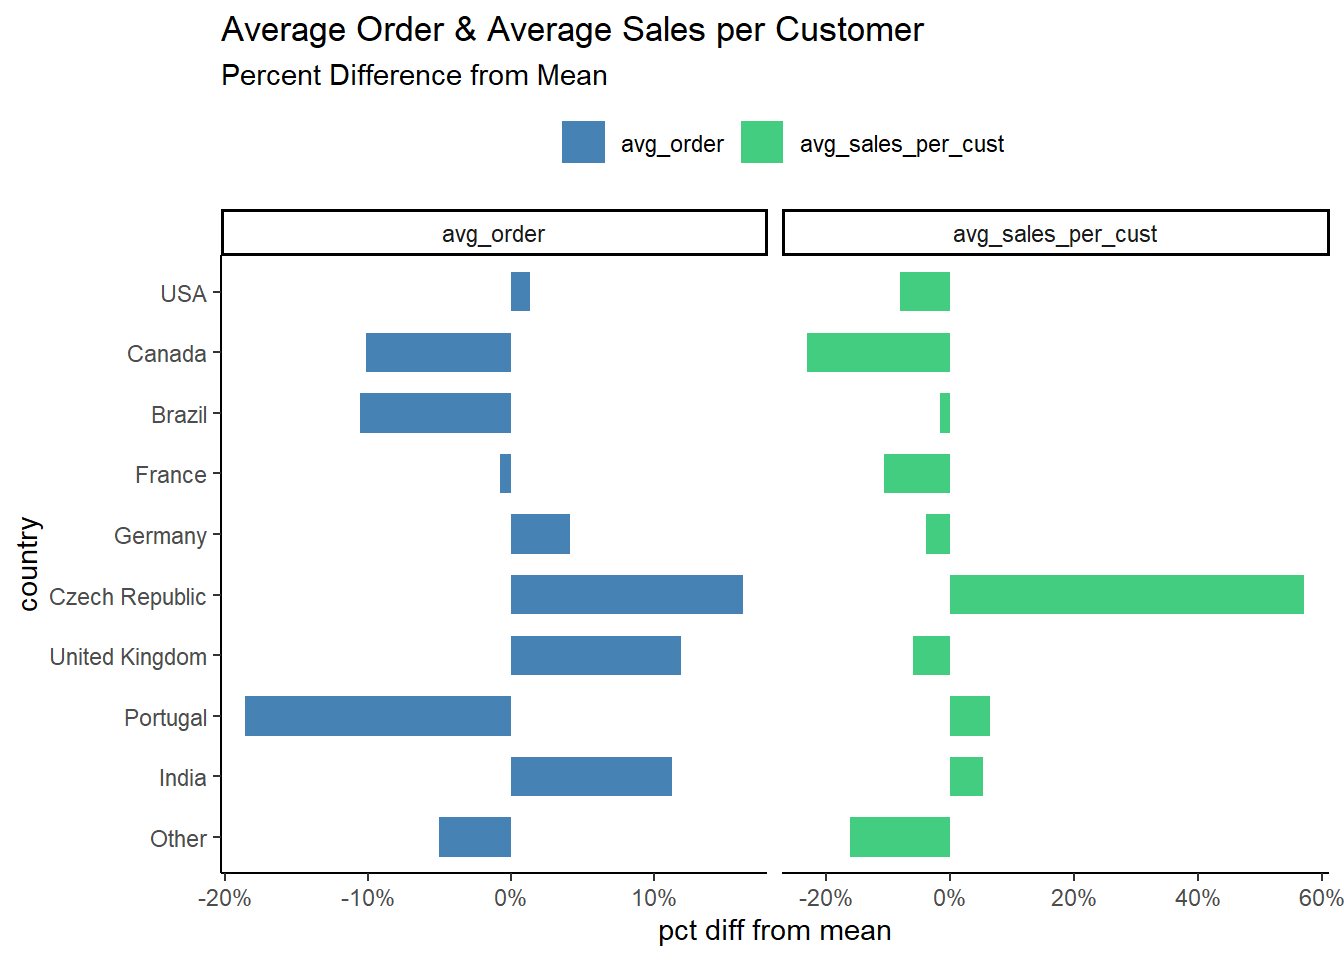 Average Order & Average Sales per Customer
Percent Difference from Mean
avg_order avg_sales_per_cust
avg_order avg_sales_per_cust
USA
Canada
Brazil
France
Germany
Czech Republic
United Kingdom
Portugal
India
Other
country
-20% -10% 0% 10% -20% 0% 20% 40% 60%
pct diff from mean